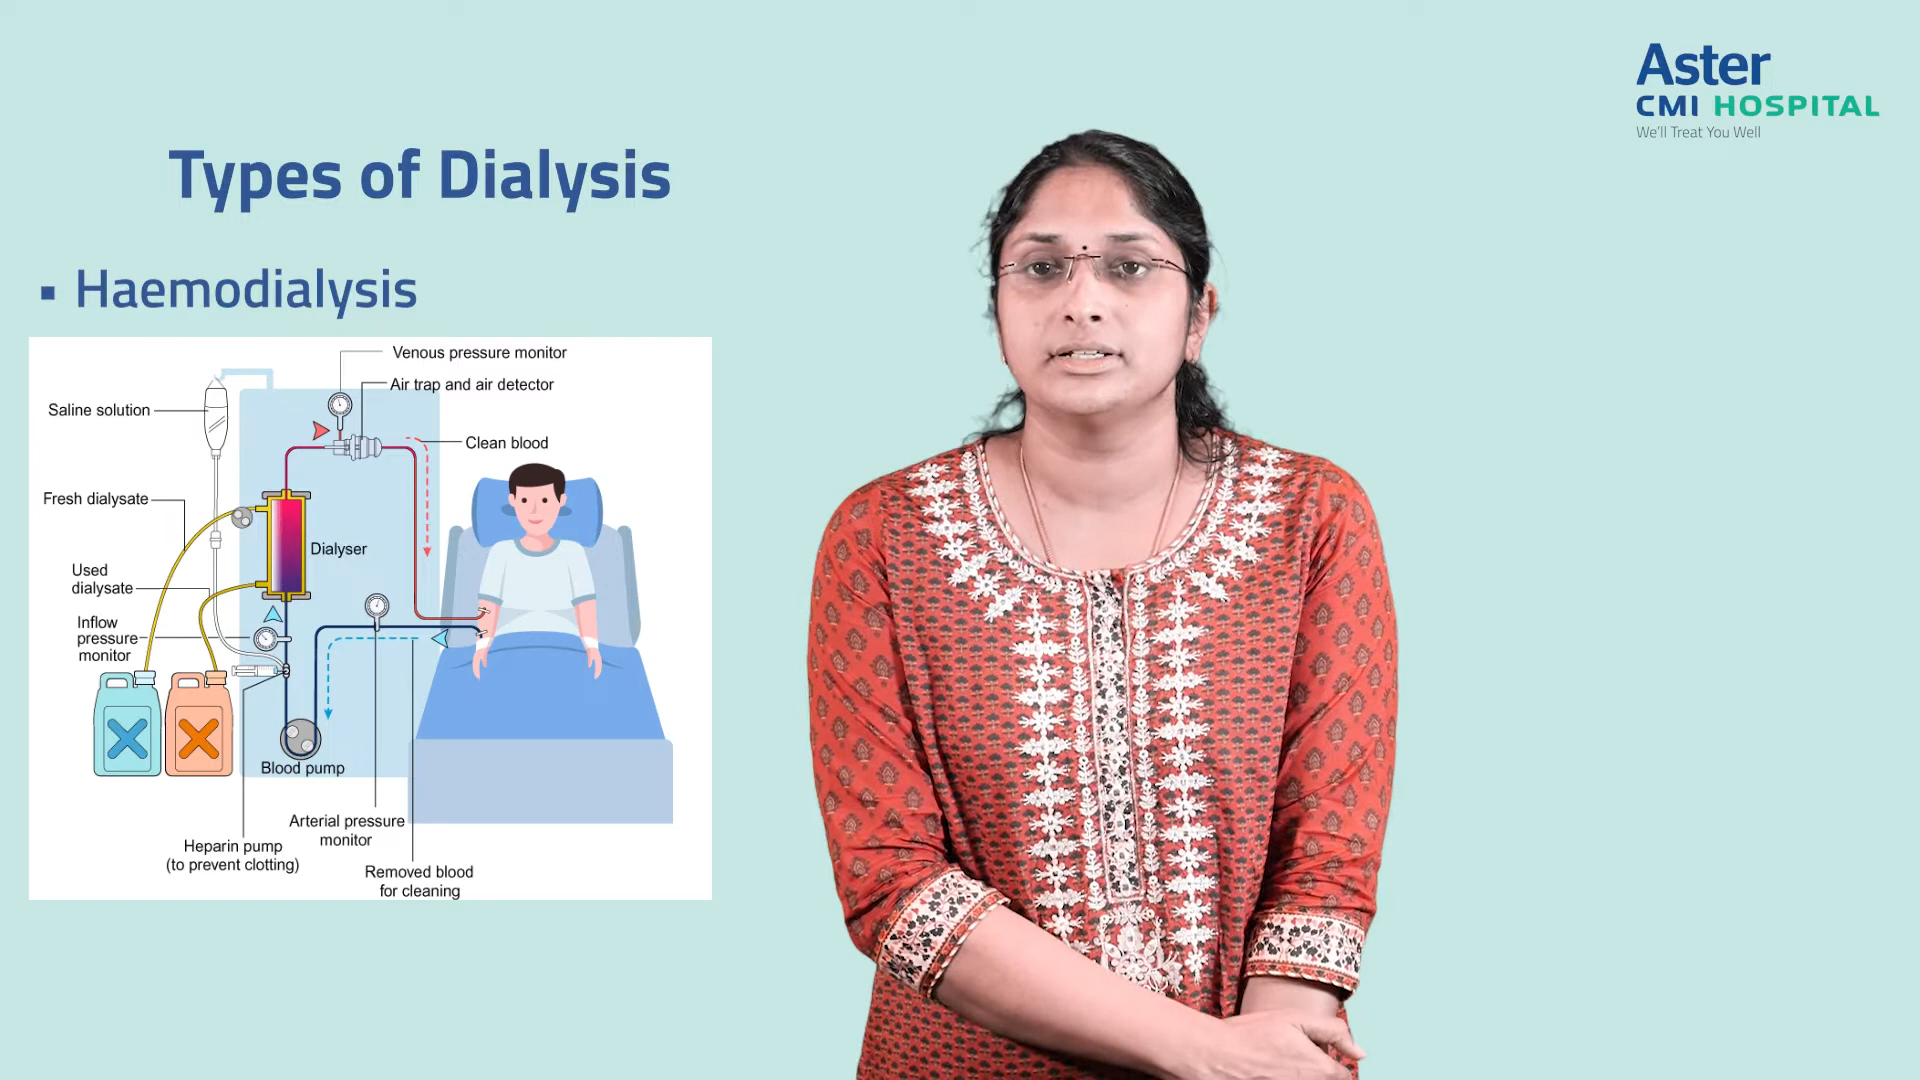 Aster
CMI HOSPITAL
We'll Treat You Well
Types of Dialysis
▪ Haemodialysis
Venous pressure monitor
Air trap and air detector
Saline solution
Clean blood
Fresh dialysate
Dialyser
Used
dialysate
Inflow
pressure
monitor
Blood pump
Arterial pressure
monitor
Heparin pump
(to prevent clotting)
Removed blood
for cleaning